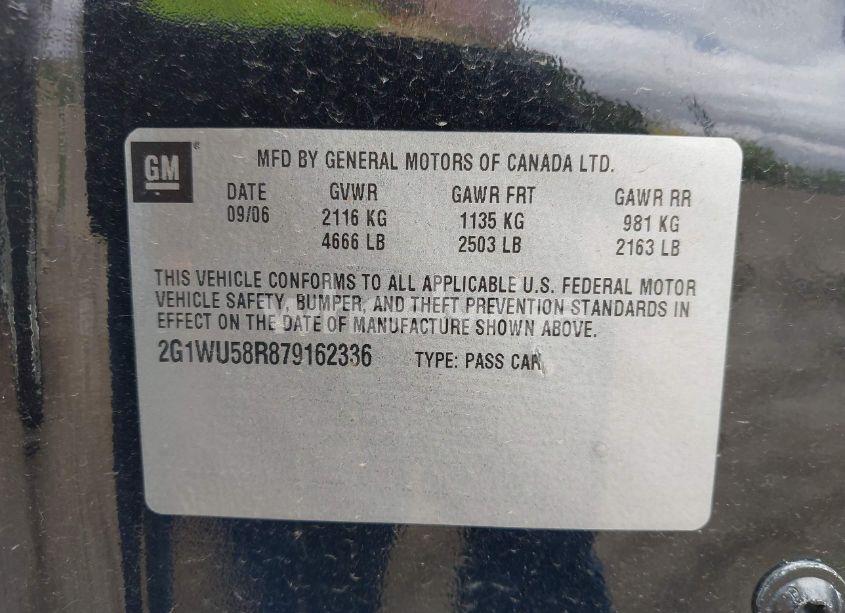 GM ®
MFD BY GENERAL MOTORS OF CANADA LTD.
DATE GVWR GAWR FRT GAWR RR
09/06 2116 KG 1135 KG 981 KG
4666 LB 2503 LB 2163 LB
THIS VEHICLE CONFORMS TO ALL APPLICABLE U.S. FEDERAL MOTOR
VEHICLE SAFETY, BUMPER, AND THEFT PREVENTION STANDARDS IN
EFFECT ON THE DATE OF MANUFACTURE SHOWN ABOVE.
2G1WU58R879162336 TYPE: PASS CAR